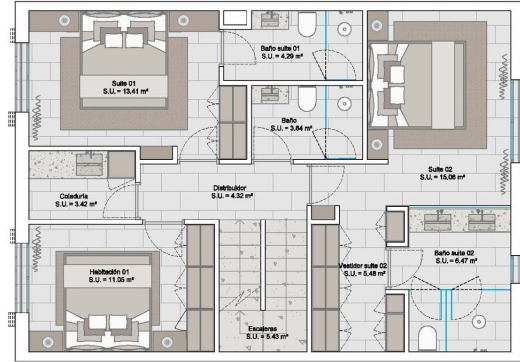 Baño suite 01
S.U. = 4.29 m²
Suite 01
S.U. = 13.41 m²
Baño
S.U. = 3.64 m²
Suite 02
S.U. = 15.06 m²
Coladuría
S.U. = 3.42 m²
Distribuidor
S.U. = 4.32 m²
Habitación 01
S.U. = 11.05 m²
Vestidor suite 02
S.U. = 5.48 m²
Baño suite 02
S.U. = 6.47 m²
Escaleras
S.U. = 5.43 m²